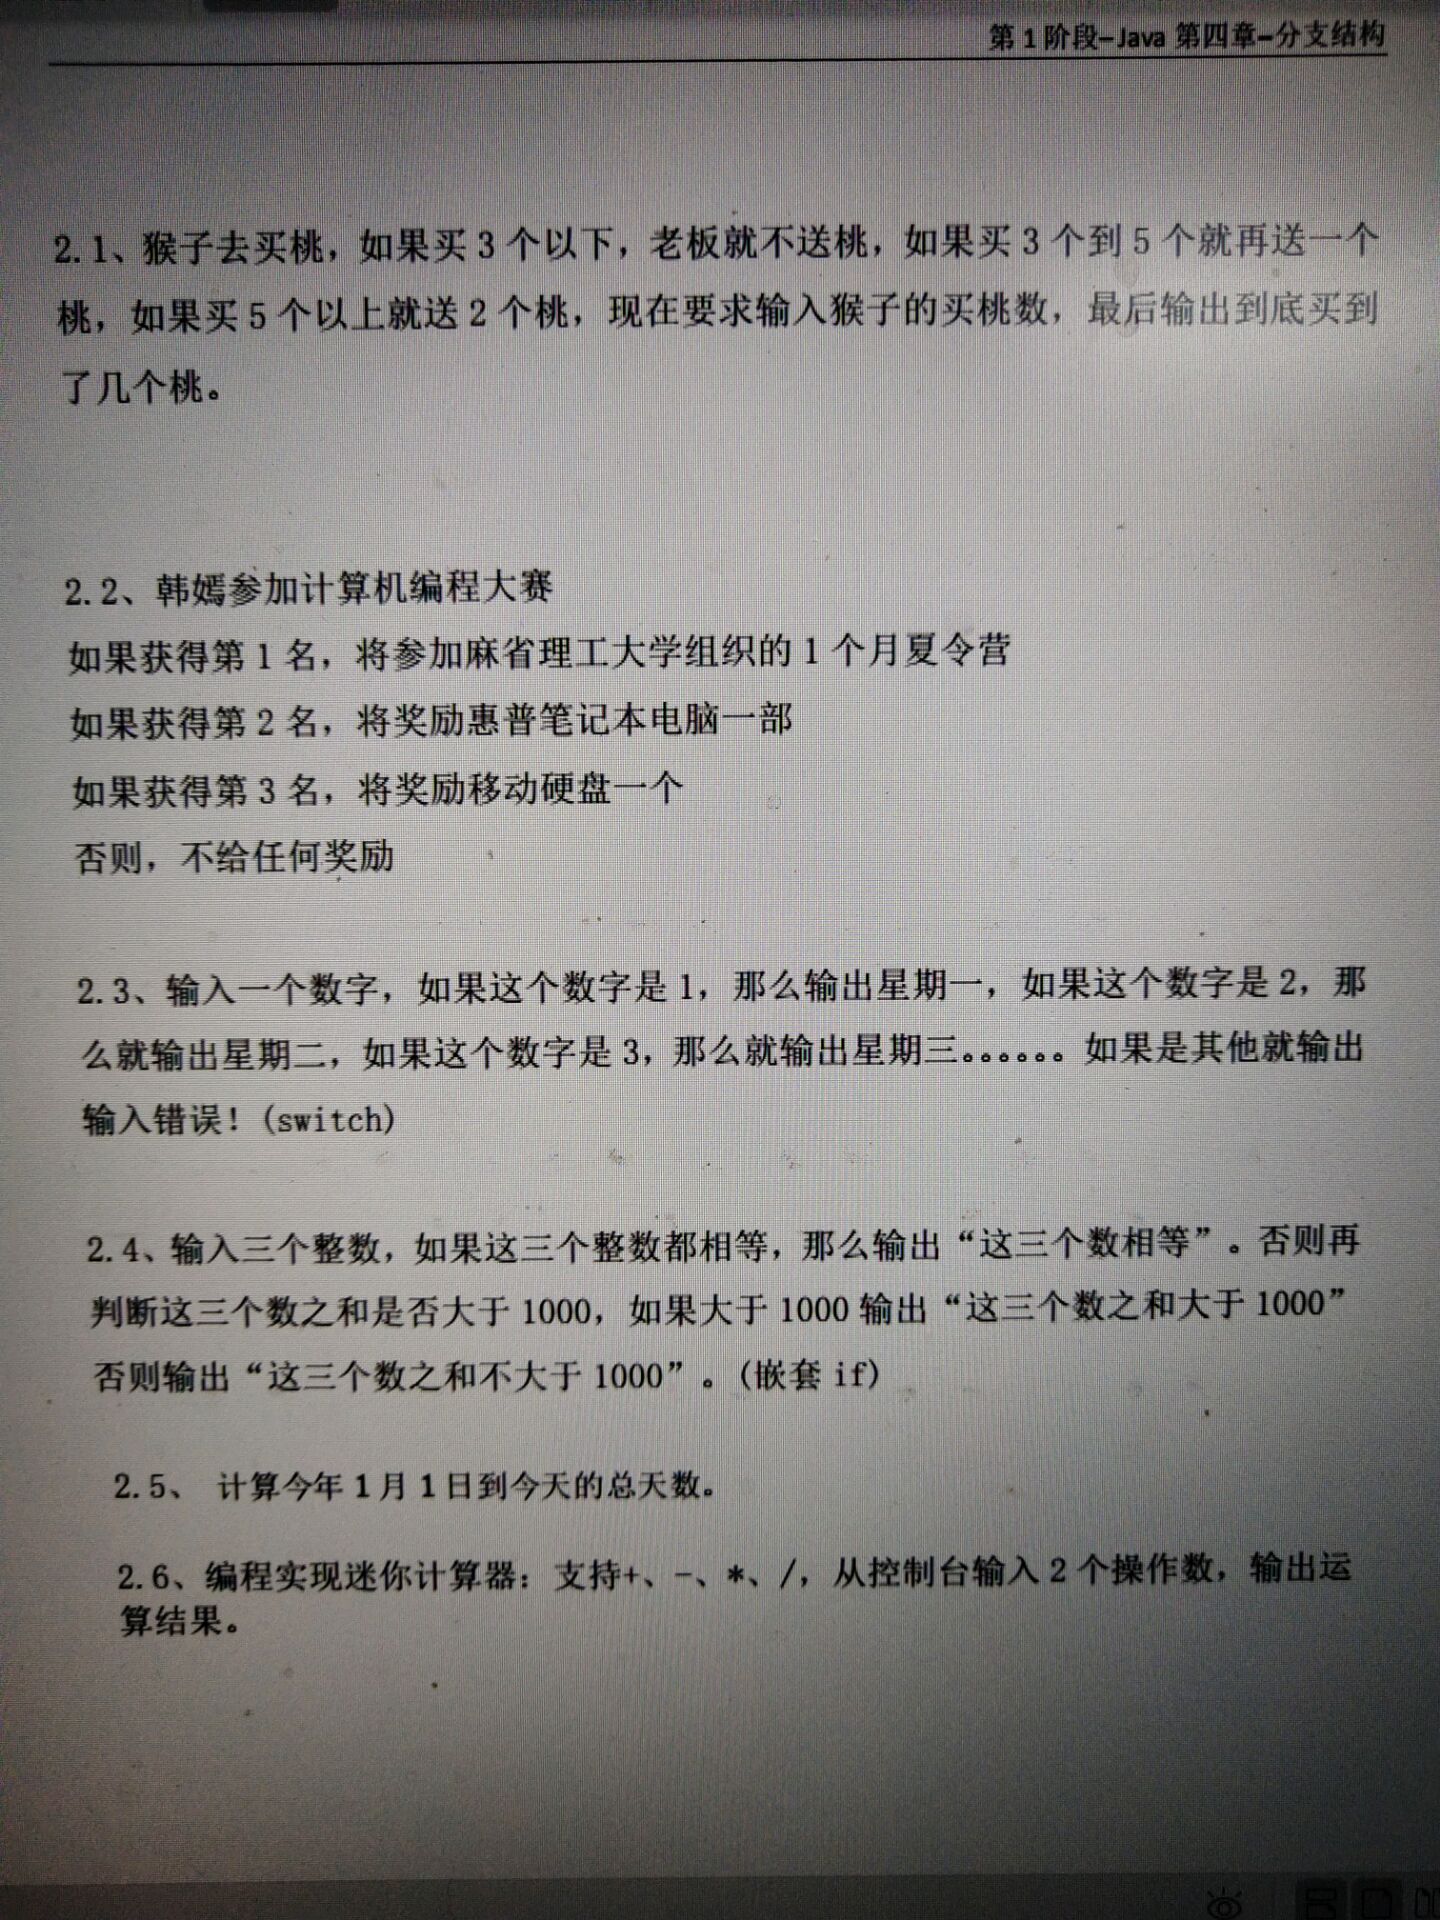 第 1 阶段-Java 第四章-分支结构
2.1、猴子去买桃，如果买 3 个以下，老板就不送桃，如果买 3 个到 5 个就再送一个
桃，如果买 5 个以上就送 2 个桃，现在要求输入猴子的买桃数，最后输出到底买到
了几个桃。
2.2、韩嫣参加计算机编程大赛
如果获得第 1 名，将参加麻省理工大学组织的 1 个月夏令营
如果获得第 2 名，将奖励惠普笔记本电脑一部
如果获得第 3 名，将奖励移动硬盘一个
否则，不给任何奖励
2.3、输入一个数字，如果这个数字是 1，那么输出星期一，如果这个数字是 2，那
么就输出星期二，如果这个数字是 3，那么就输出星期三。。。。。。如果是其他就输出
输入错误！(switch)
2.4、输入三个整数，如果这三个整数都相等，那么输出“这三个数相等”。否则再
判断这三个数之和是否大于 1000，如果大于 1000 输出“这三个数之和大于 1000”
否则输出“这三个数之和不大于 1000”。(嵌套 if)
2.5、 计算今年 1 月 1 日到今天的总天数。
2.6、编程实现迷你计算器：支持+、-、*、/，从控制台输入 2 个操作数，输出运
算结果。